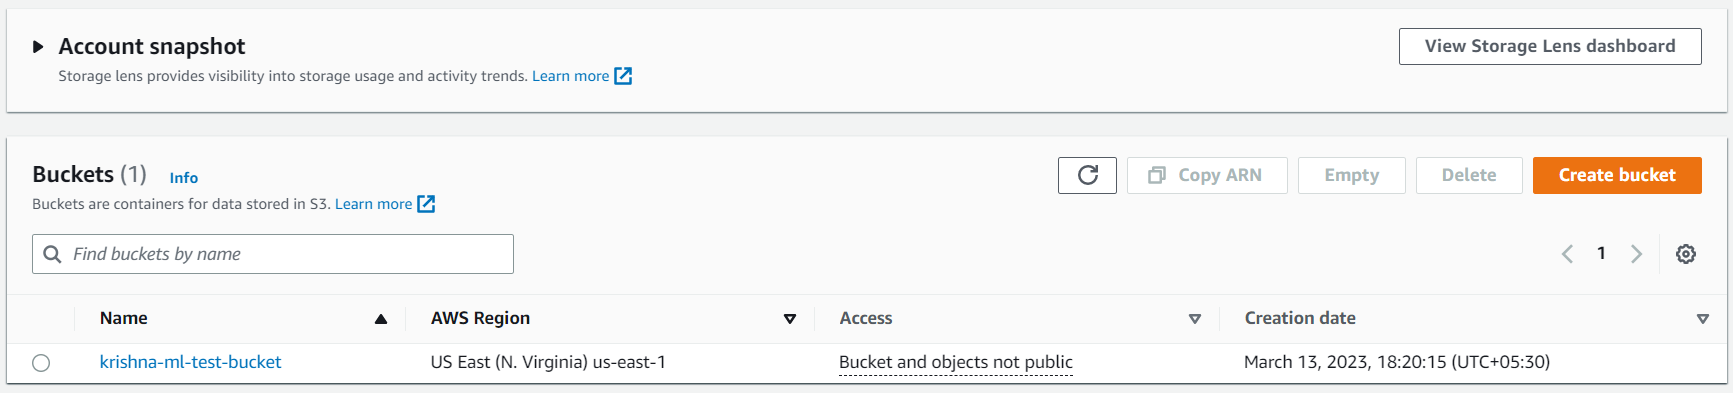 Account snapshot
View Storage Lens dashboard
Storage lens provides visibility into storage usage and activity trends. Learn more
Buckets (1) Info
Copy ARN
Empty
Delete
Create bucket
Buckets are containers for data stored in S3. Learn more
Find buckets by name
1
Name AWS Region Access Creation date
krishna-ml-test-bucket US East (N. Virginia) us-east-1 Bucket and objects not public March 13, 2023, 18:20:15 (UTC+05:30)